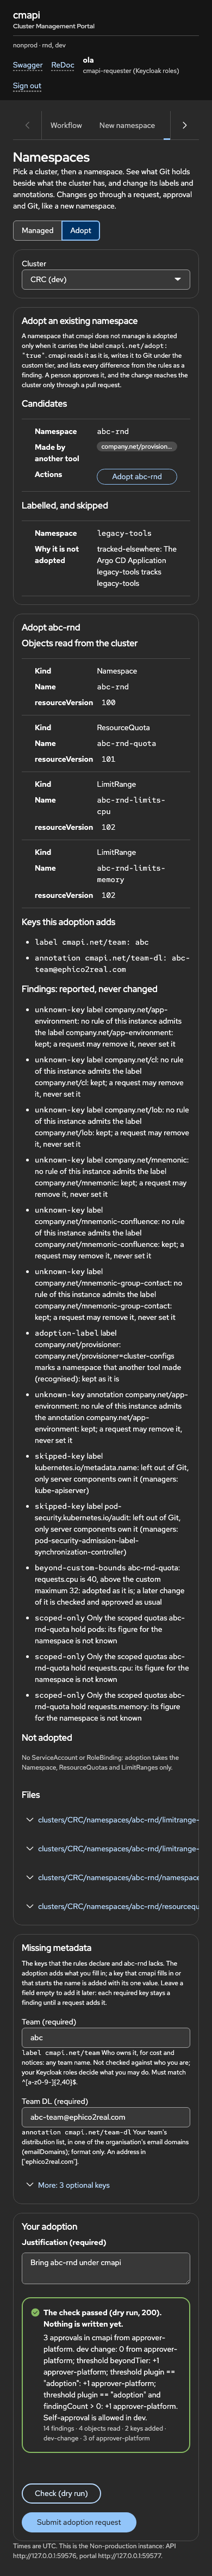 cmapi
Cluster Management Portal
nonprod · rnd, dev
Swagger
ReDoc
ola
cmapi-requester (Keycloak roles)
Sign out
Workflow
New namespace
Namespaces
Pick a cluster, then a namespace. See what Git holds
beside what the cluster has, and change its labels and
annotations. Changes go through a request, approval
and Git, like a new namespace.
Managed
Adopt
Cluster
CRC (dev)
Adopt an existing namespace
A namespace that cmapi does not manage is adopted
only when it carries the label cmapi.net/adopt:
"true". cmapi reads it as it is, writes it to Git under the
custom tier, and lists every difference from the rules as a
finding. A person approves it, and the change reaches the
cluster only through a pull request.
Candidates
Namespace
abc-rnd
Made by
another tool
company.net/provision...
Actions
Adopt abc-rnd
Labelled, and skipped
Namespace
legacy-tools
Why it is not
adopted
tracked-elsewhere: The
Argo CD Application
legacy-tools tracks
legacy-tools
Adopt abc-rnd
Objects read from the cluster
Kind
Namespace
Name
abc-rnd
resourceVersion
100
Kind
ResourceQuota
Name
abc-rnd-quota
resourceVersion
101
Kind
LimitRange
Name
abc-rnd-limits-
cpu
resourceVersion
102
Kind
LimitRange
Name
abc-rnd-limits-
memory
resourceVersion
102
Keys this adoption adds
label cmapi.net/team: abc
annotation cmapi.net/team-dl: abc-
team@ephico2real.com
Findings: reported, never changed
unknown-key label company.net/app-
environment: no rule of this instance admits
the label company.net/app-environment:
kept; a request may remove it, never set it
unknown-key label company.net/cl: no rule
of this instance admits the label
company.net/cl: kept; a request may remove
it, never set it
unknown-key label company.net/lob: no rule
of this instance admits the label
company.net/lob: kept; a request may remove
it, never set it
unknown-key label company.net/mnemonic:
no rule of this instance admits the label
company.net/mnemonic: kept; a request may
remove it, never set it
unknown-key label
company.net/mnemonic-confluence: no rule
of this instance admits the label
company.net/mnemonic-confluence: kept; a
request may remove it, never set it
unknown-key label
company.net/mnemonic-group-contact: no
rule of this instance admits the label
company.net/mnemonic-group-contact:
kept; a request may remove it, never set it
adoption-label label
company.net/provisioner:
company.net/provisioner=cluster-configs
marks a namespace that another tool made
(recognised): kept as it is
unknown-key annotation company.net/app-
environment: no rule of this instance admits
the annotation company.net/app-
environment: kept; a request may remove it,
never set it
skipped-key label
kubernetes.io/metadata.name: left out of Git,
only server components own it (managers:
kube-apiserver)
skipped-key label pod-
security.kubernetes.io/audit: left out of Git,
only server components own it (managers:
pod-security-admission-label-
synchronization-controller)
beyond-custom-bounds abc-rnd-quota:
requests.cpu is 40, above the custom
maximum 32: adopted as it is; a later change
of it is checked and approved as usual
scoped-only Only the scoped quotas abc-
rnd-quota hold pods: its figure for the
namespace is not known
scoped-only Only the scoped quotas abc-
rnd-quota hold requests.cpu: its figure for the
namespace is not known
scoped-only Only the scoped quotas abc-
rnd-quota hold requests.memory: its figure
for the namespace is not known
Not adopted
No ServiceAccount or RoleBinding: adoption takes the
Namespace, ResourceQuotas and LimitRanges only.
Files
clusters/CRC/namespaces/abc-rnd/limitrange-
clusters/CRC/namespaces/abc-rnd/limitrange-
clusters/CRC/namespaces/abc-rnd/namespace
clusters/CRC/namespaces/abc-rnd/resourcequ
Missing metadata
The keys that the rules declare and abc-rnd lacks. The
adoption adds what you fill in; a key that cmapi fills in or
that starts the name is added with its one value. Leave a
field empty to add it later: each required key stays a
finding until a request adds it.
Team (required)
abc
label cmapi.net/team Who owns it, for cost and
notices: any team name. Not checked against who you are;
your Keycloak roles decide what you may do. Must match
^[a-z0-9-]{2,40}$.
Team DL (required)
abc-team@ephico2real.com
annotation cmapi.net/team-dl Your team's
distribution list, in one of the organisation's email domains
(emailDomains); format only. An address in
['ephico2real.com'].
More: 3 optional keys
Your adoption
Justification (required)
Bring abc-rnd under cmapi
The check passed (dry run, 200).
Nothing is written yet.
3 approvals in cmapi from approver-
platform. dev change: 0 from approver-
platform; threshold beyondTier: +1
approver-platform; threshold plugin ==
"adoption": +1 approver-platform;
threshold plugin == "adoption" and
findingCount > 0: +1 approver-platform.
Self-approval is allowed in dev.
14 findings · 4 objects read · 2 keys added ·
dev-change · 3 of approver-platform
Check (dry run)
Submit adoption request
Times are UTC. This is the Non-production instance: API
http://127.0.0.1:59576, portal http://127.0.0.1:59577.